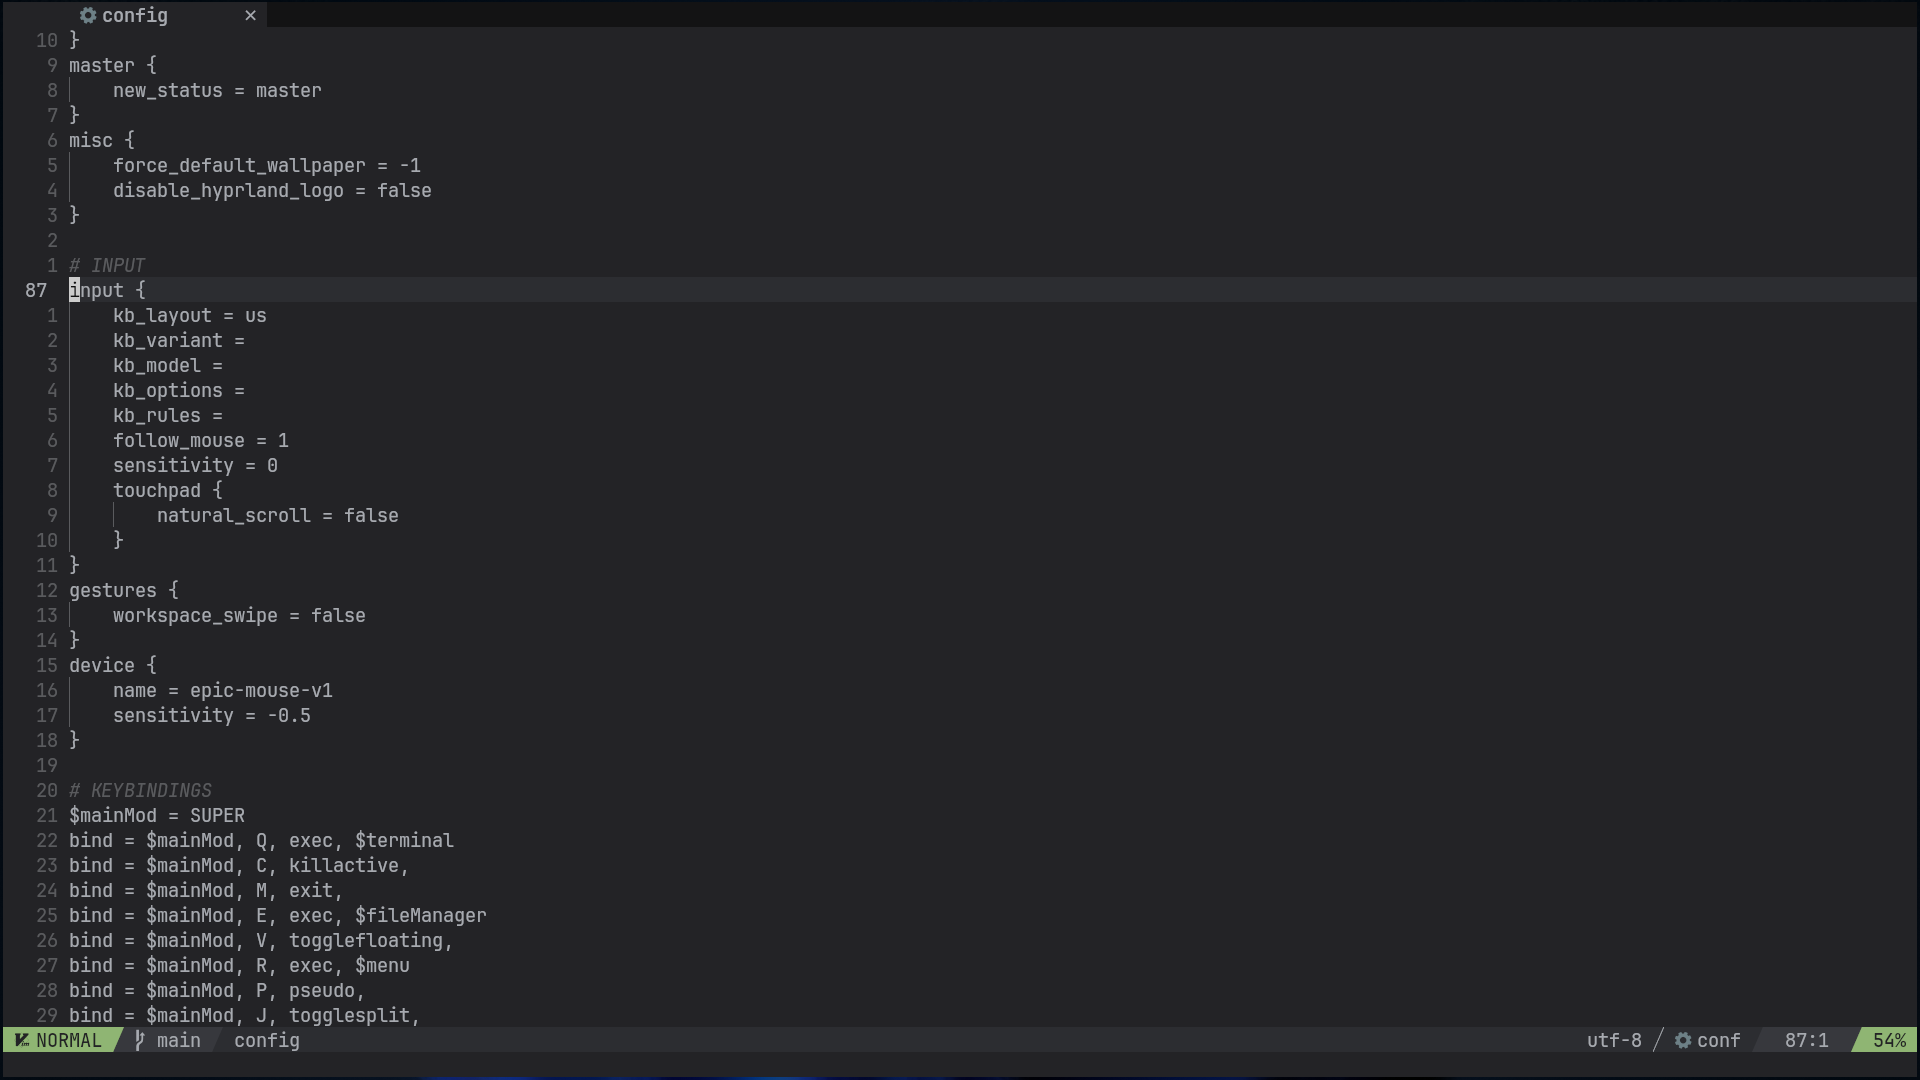 config ✕
10 }
9 master {
8     new_status = master
7 }
6 misc {
5     force_default_wallpaper = -1
4     disable_hyprland_logo = false
3 }
2
1 # INPUT
87 input {
1     kb_layout = us
2     kb_variant =
3     kb_model =
4     kb_options =
5     kb_rules =
6     follow_mouse = 1
7     sensitivity = 0
8     touchpad {
9         natural_scroll = false
10     }
11 }
12 gestures {
13     workspace_swipe = false
14 }
15 device {
16     name = epic-mouse-v1
17     sensitivity = -0.5
18 }
19
20 # KEYBINDINGS
21 $mainMod = SUPER
22 bind = $mainMod, Q, exec, $terminal
23 bind = $mainMod, C, killactive,
24 bind = $mainMod, M, exit,
25 bind = $mainMod, E, exec, $fileManager
26 bind = $mainMod, V, togglefloating,
27 bind = $mainMod, R, exec, $menu
28 bind = $mainMod, P, pseudo,
29 bind = $mainMod, J, togglesplit,
NORMAL main config utf-8 conf 87:1 54%